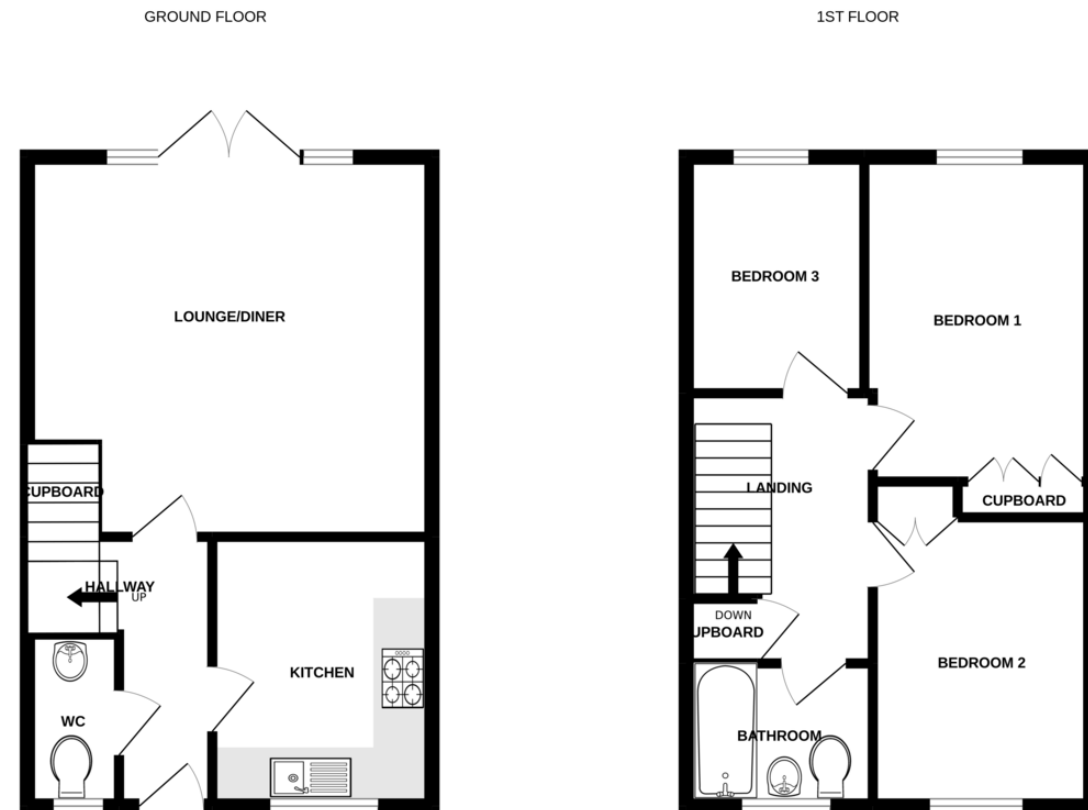 GROUND FLOOR
1ST FLOOR
LOUNGE/DINER
CUPBOARD
HALLWAY
UP
KITCHEN
WC
BEDROOM 3
BEDROOM 1
LANDING
CUPBOARD
DOWN
UPBOARD
BEDROOM 2
BATHROOM